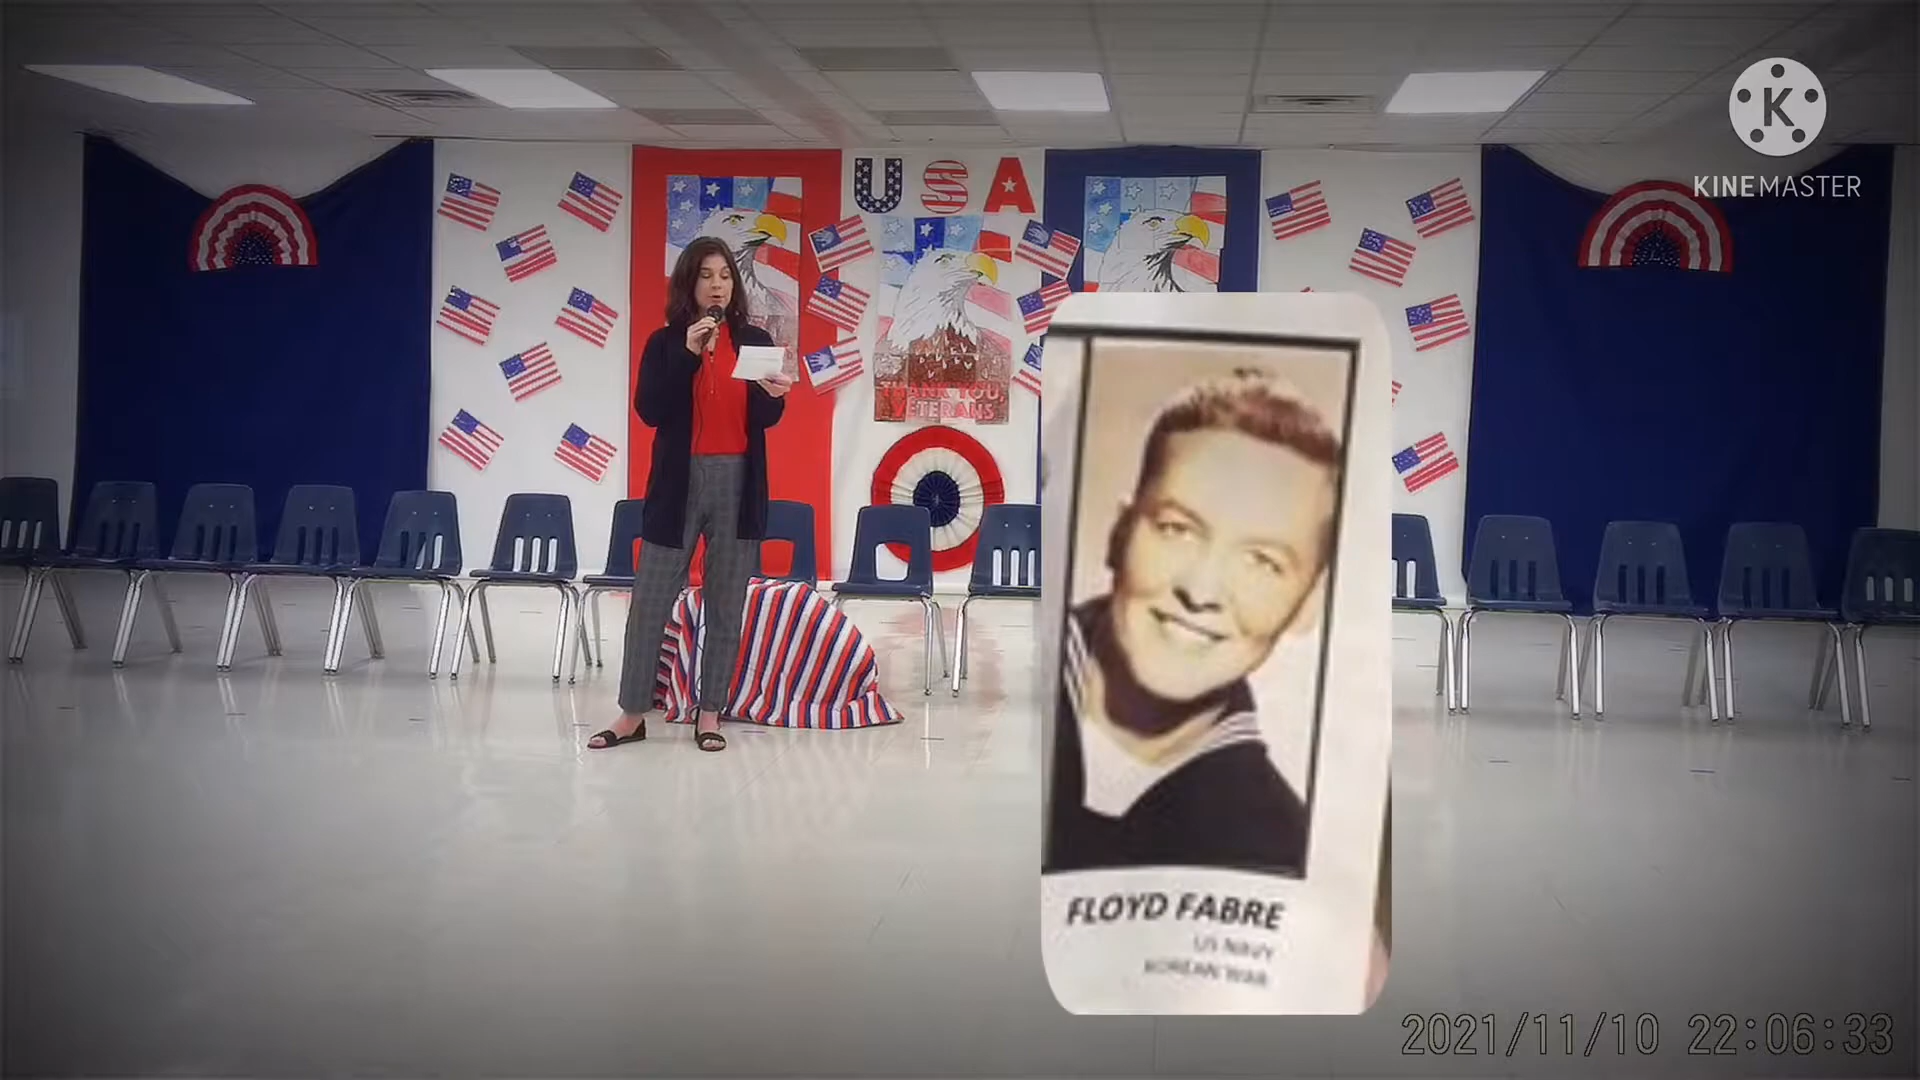 USA
THANK YOU,
VETERANS
K
KINEMASTER
FLOYD FABRE
US NAVY
KOREAN WAR
2021/11/10 22:06:33